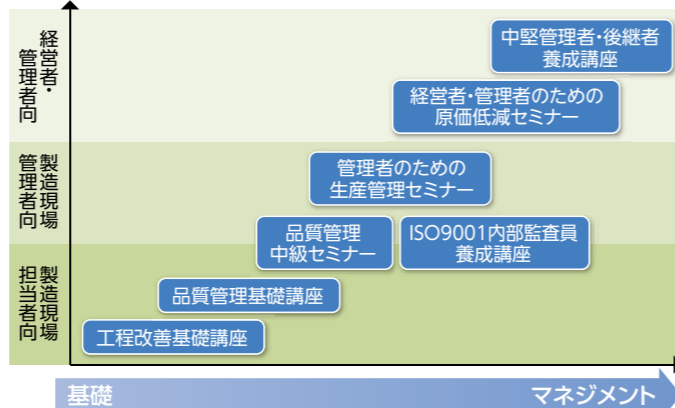 経営者・
管理者向
中堅管理者・後継者
養成講座
経営者・管理者のための
原価低減セミナー
製造現場
管理者向
管理者のための
生産管理セミナー
品質管理
中級セミナー
ISO9001内部監査員
養成講座
製造現場
担当者向
品質管理基礎講座
工程改善基礎講座
基礎
マネジメント